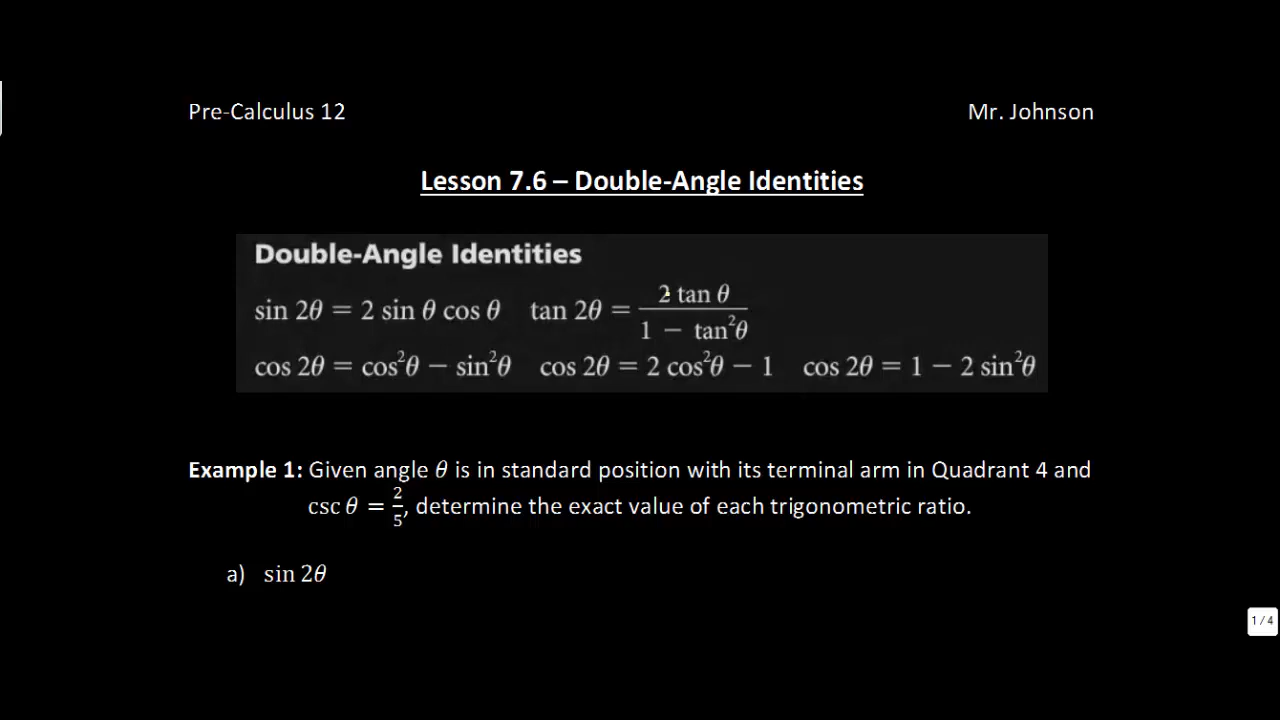 Pre-Calculus 12 Mr. Johnson
Lesson 7.6 – Double-Angle Identities
Double-Angle Identities
sin 2θ = 2 sin θ cos θ tan 2θ = 2 tan θ / 1 − tan²θ
cos 2θ = cos²θ − sin²θ cos 2θ = 2 cos²θ − 1 cos 2θ = 1 − 2 sin²θ
Example 1: Given angle θ is in standard position with its terminal arm in Quadrant 4 and
csc θ = 2/5, determine the exact value of each trigonometric ratio.
a) sin 2θ
1 / 4